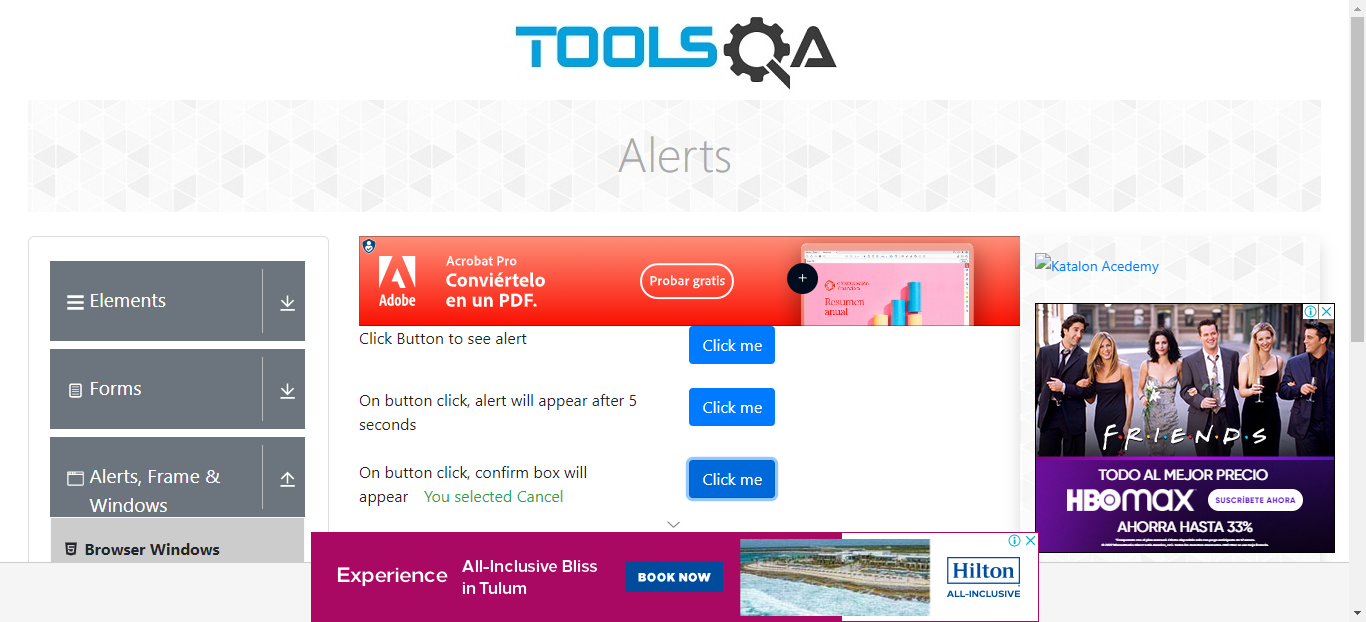 TOOLSQA
Alerts
Elements
Forms
Alerts, Frame &
Windows
Browser Windows
Adobe
Acrobat Pro
Conviértelo
en un PDF.
Probar gratis
Resumen
anual
Click Button to see alert
Click me
On button click, alert will appear after 5
seconds
Click me
On button click, confirm box will
appear You selected Cancel
Click me
Katalon Acedemy
F·R·I·E·N·D·S
TODO AL MEJOR PRECIO
HBOMAX
SUSCRÍBETE AHORA
AHORRA HASTA 33%
Experience
All-Inclusive Bliss
in Tulum
BOOK NOW
Hilton
ALL-INCLUSIVE